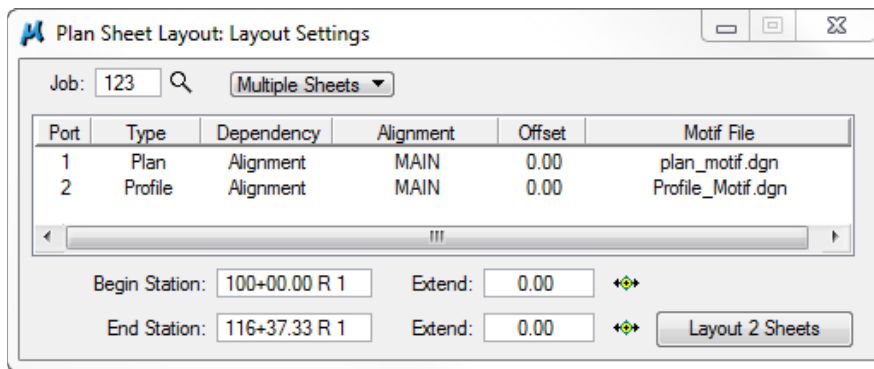 Plan Sheet Layout: Layout Settings
Job: 123 Multiple Sheets
Port Type Dependency Alignment Offset Motif File
1 Plan Alignment MAIN 0.00 plan_motif.dgn
2 Profile Alignment MAIN 0.00 Profile_Motif.dgn
Begin Station: 100+00.00 R 1 Extend: 0.00
End Station: 116+37.33 R 1 Extend: 0.00 Layout 2 Sheets